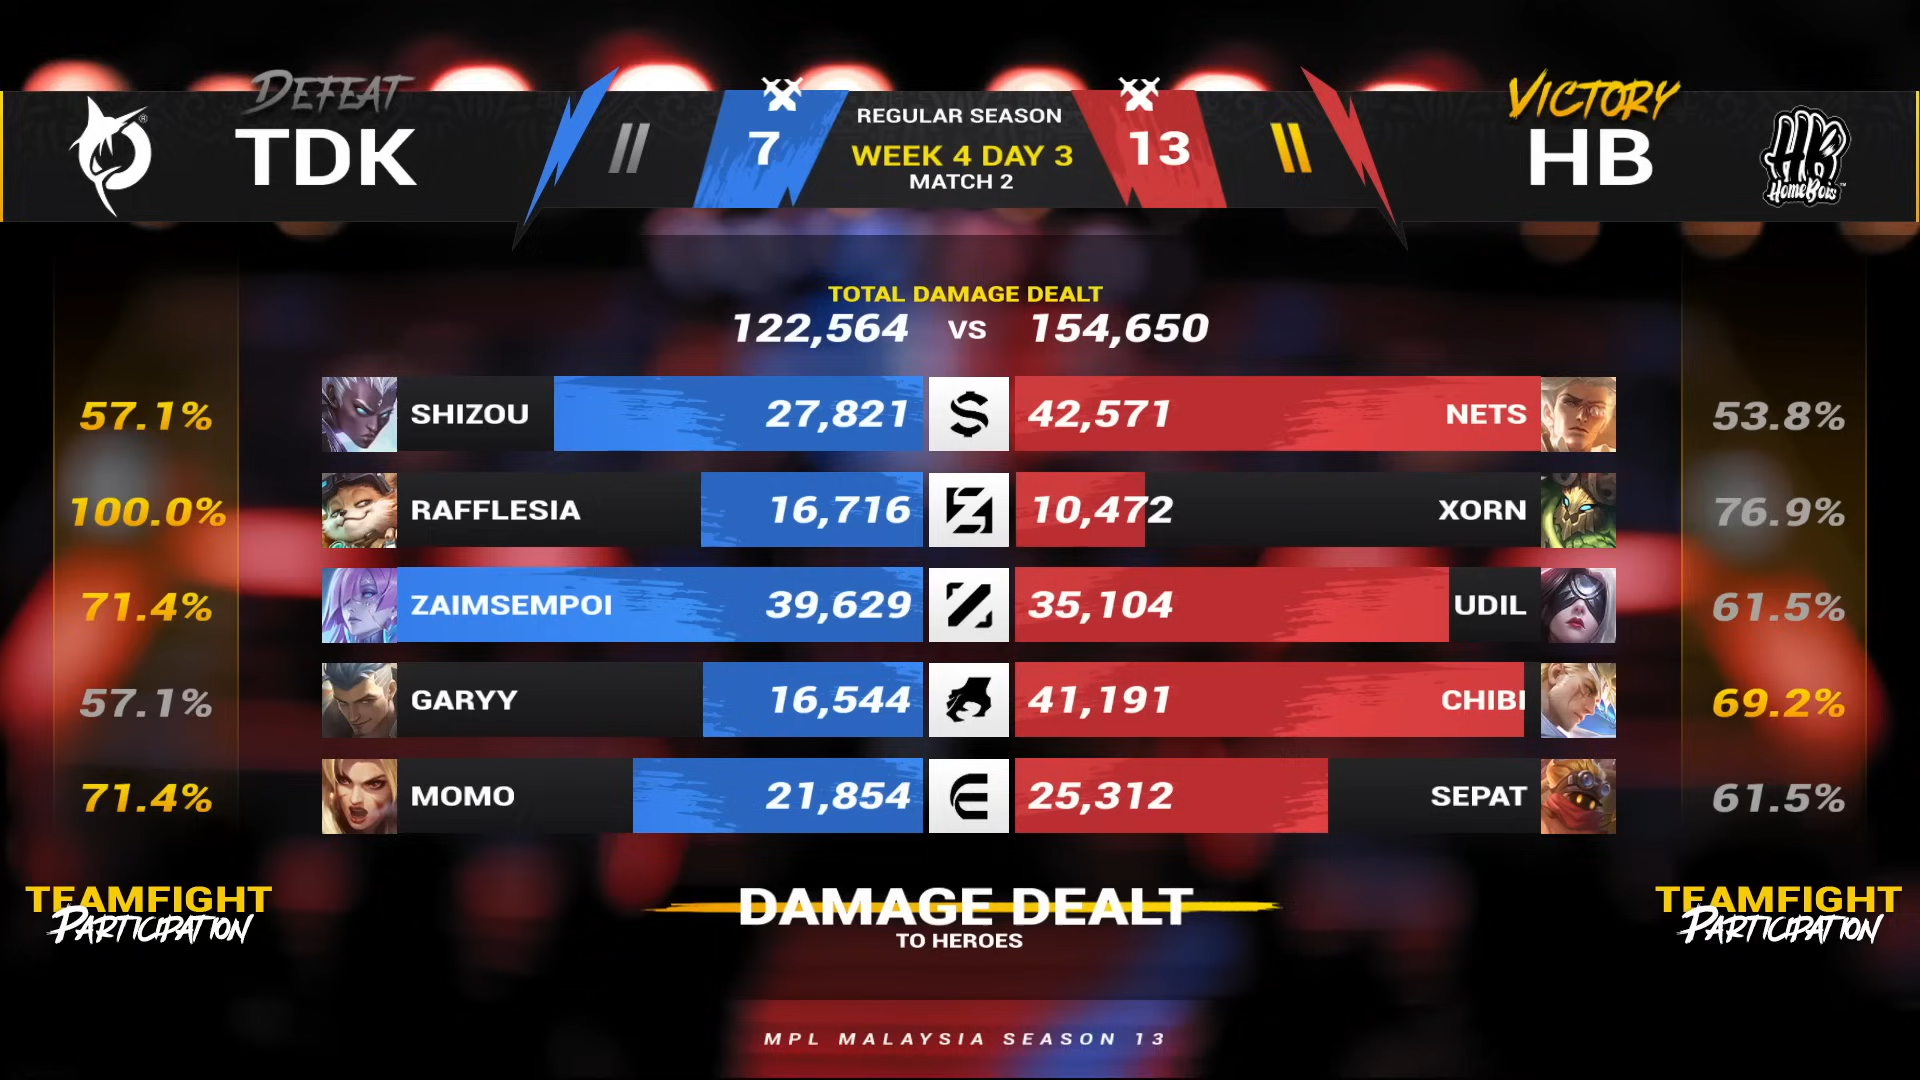 DEFEAT
TDK
®
7
REGULAR SEASON
WEEK 4 DAY 3
MATCH 2
13
VICTORY
HB
HB
HomeBois
TM
TOTAL DAMAGE DEALT
122,564 VS 154,650
57.1% SHIZOU 27,821 42,571 NETS 53.8%
100.0% RAFFLESIA 16,716 10,472 XORN 76.9%
71.4% ZAIMSEMPOI 39,629 35,104 UDIL 61.5%
57.1% GARYY 16,544 41,191 CHIBI 69.2%
71.4% MOMO 21,854 25,312 SEPAT 61.5%
TEAMFIGHT
PARTICIPATION
DAMAGE DEALT
TO HEROES
TEAMFIGHT
PARTICIPATION
MPL MALAYSIA SEASON 13